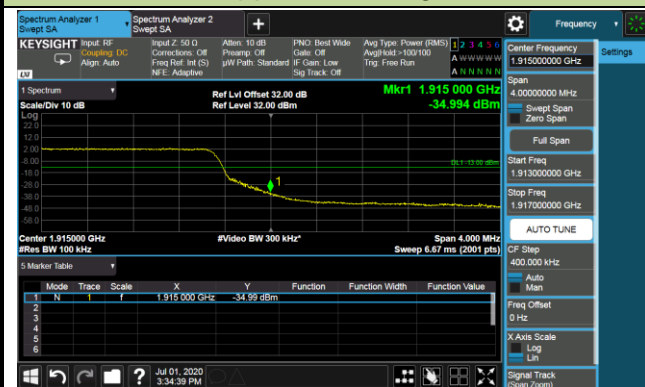 Spectrum Analyzer 1
Swept SA
Spectrum Analyzer 2
Swept SA
+
Frequency
KEYSIGHT
Input: RF
Coupling: DC
Align: Auto
Input Z: 50 Ω
Corrections: Off
Freq Ref: Int (S)
NFE: Adaptive
Atten: 10 dB
Preamp: Off
µW Path: Standard
PNO: Best Wide
Gate: Off
IF Gain: Low
Sig Track: Off
Avg Type: Power (RMS)
Avg|Hold:>100/100
Trig: Free Run
1 2 3 4 5 6
A W W W W W
A N N N N N
LXI
Center Frequency
1.915000000 GHz
Settings
Span
4.00000000 MHz
Swept Span
Zero Span
Full Span
Start Freq
1.913000000 GHz
Stop Freq
1.917000000 GHz
AUTO TUNE
CF Step
400.000 kHz
Auto
Man
Freq Offset
0 Hz
X Axis Scale
Log
Lin
Signal Track
(Span Zoom)
1 Spectrum
Scale/Div 10 dB
Log
Ref Lvl Offset 32.00 dB
Ref Level 32.00 dBm
Mkr1 1.915 000 GHz
-34.994 dBm
22.0
12.0
2.00
-8.00
-18.0
-28.0
-38.0
-48.0
-58.0
DL1 -13.00 dBm
1
Center 1.915000 GHz
#Res BW 100 kHz
#Video BW 300 kHz*
Span 4.000 MHz
Sweep 6.67 ms (2001 pts)
5 Marker Table
Mode Trace Scale X Y Function Function Width Function Value
1 N 1 f 1.915 000 GHz -34.99 dBm
2
3
4
5
6
?
Jul 01, 2020
3:34:39 PM